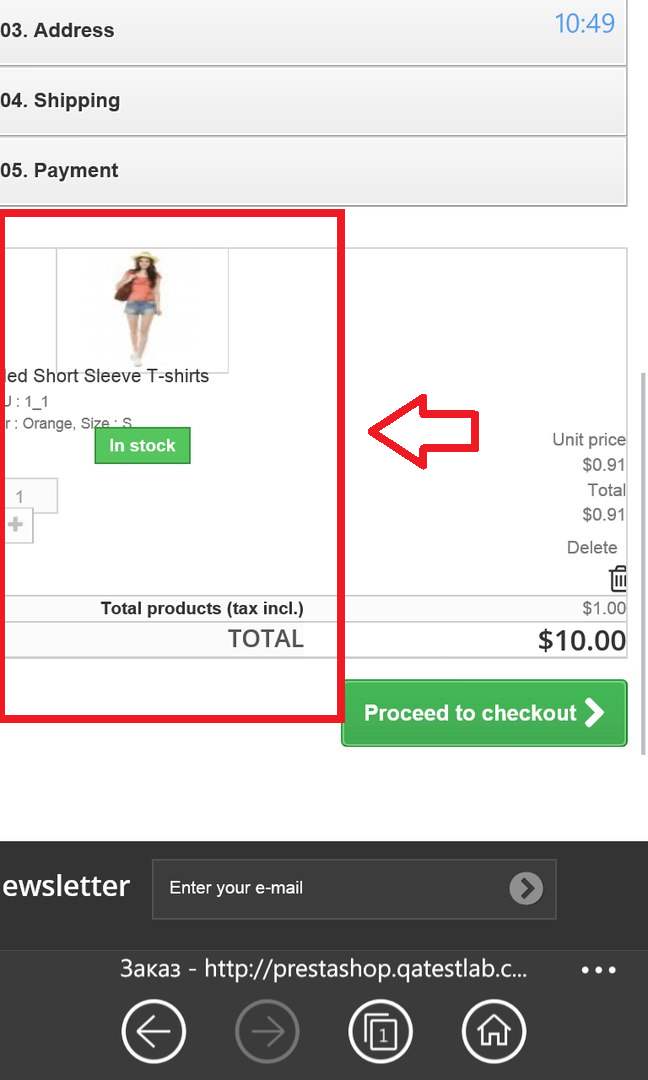 03. Address
10:49
04. Shipping
05. Payment
led Short Sleeve T-shirts
U : 1_1
r : Orange, Size : S
In stock
Unit price
$0.91
Total
$0.91
1
+
Delete
Total products (tax incl.)
$1.00
TOTAL
$10.00
Proceed to checkout
ewsletter
Enter your e-mail
Заказ - http://prestashop.qatestlab.c...
1